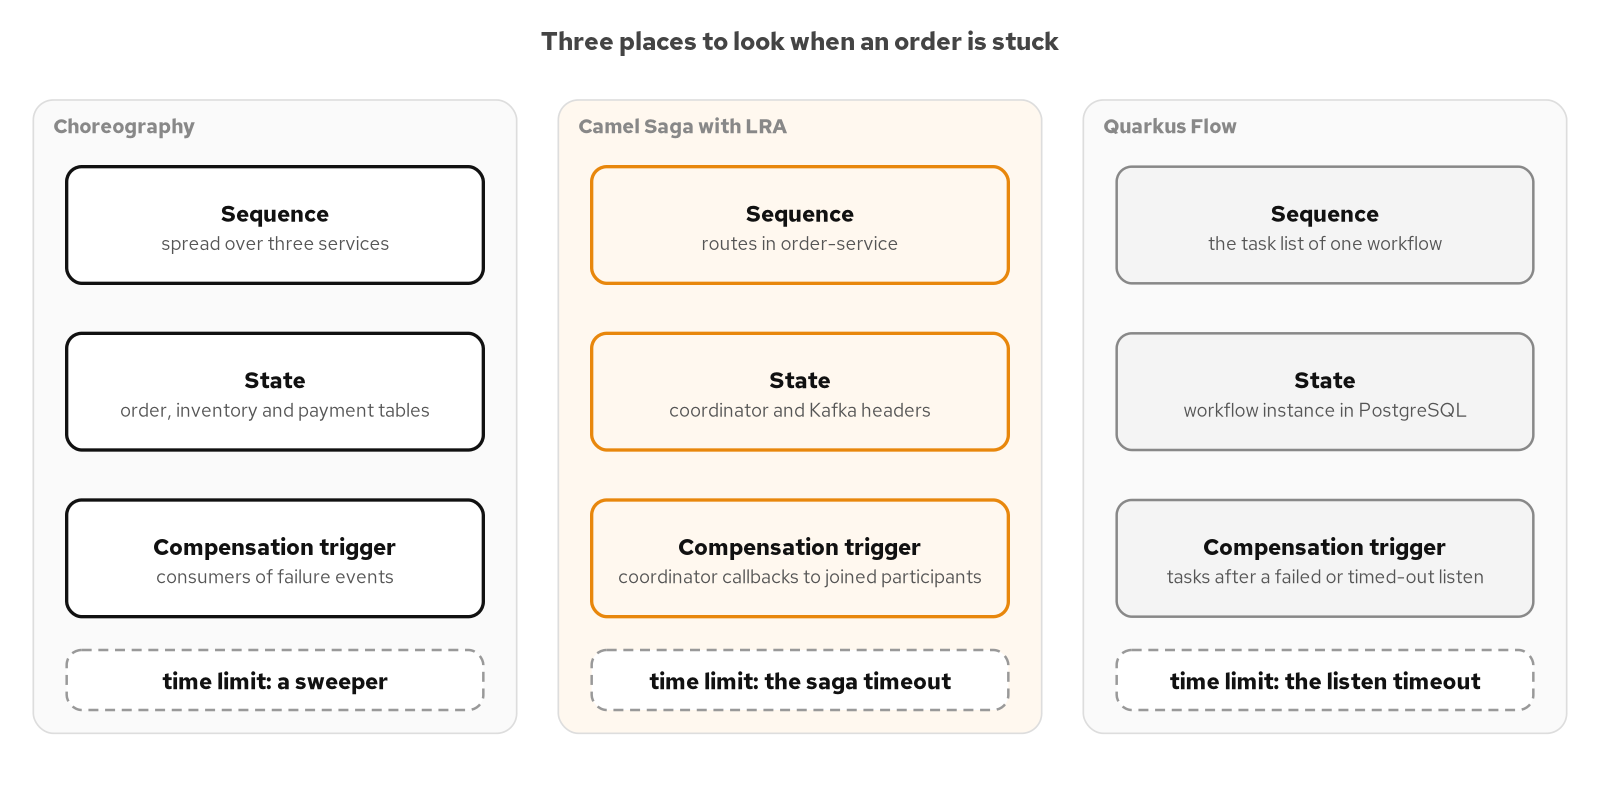 Three places to look when an order is stuck
Choreography
Sequence
spread over three services
State
order, inventory and payment tables
Compensation trigger
consumers of failure events
time limit: a sweeper
Camel Saga with LRA
Sequence
routes in order-service
State
coordinator and Kafka headers
Compensation trigger
coordinator callbacks to joined participants
time limit: the saga timeout
Quarkus Flow
Sequence
the task list of one workflow
State
workflow instance in PostgreSQL
Compensation trigger
tasks after a failed or timed-out listen
time limit: the listen timeout